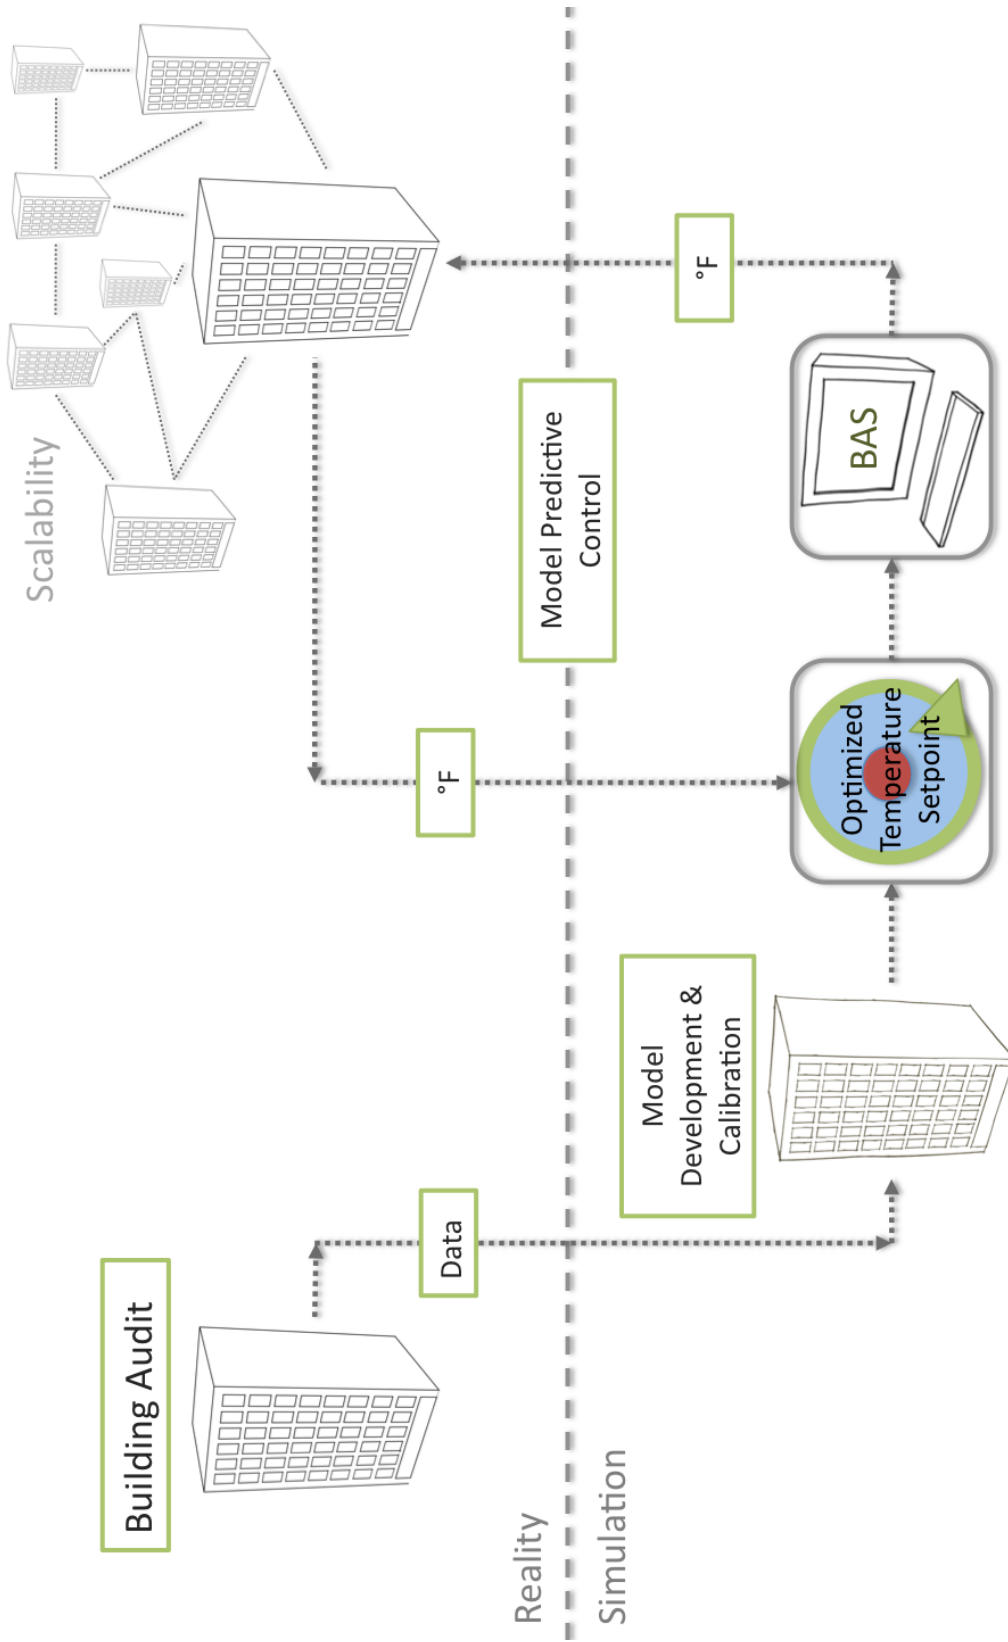 Building Audit
Scalability
Data
°F
Reality
Model Predictive
Control
Simulation
Model
Development &
Calibration
°F
Optimized
Temperature
Setpoint
BAS